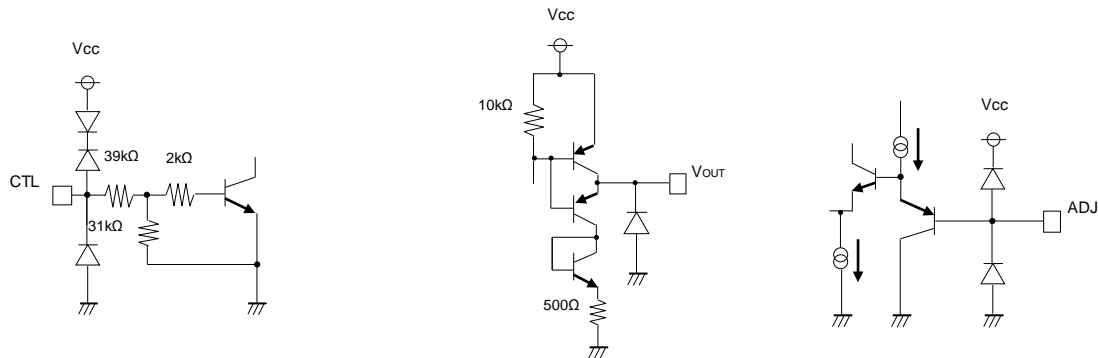 Vcc
CTL
39kΩ
2kΩ
31kΩ
Vcc
10kΩ
VOUT
500Ω
Vcc
ADJ